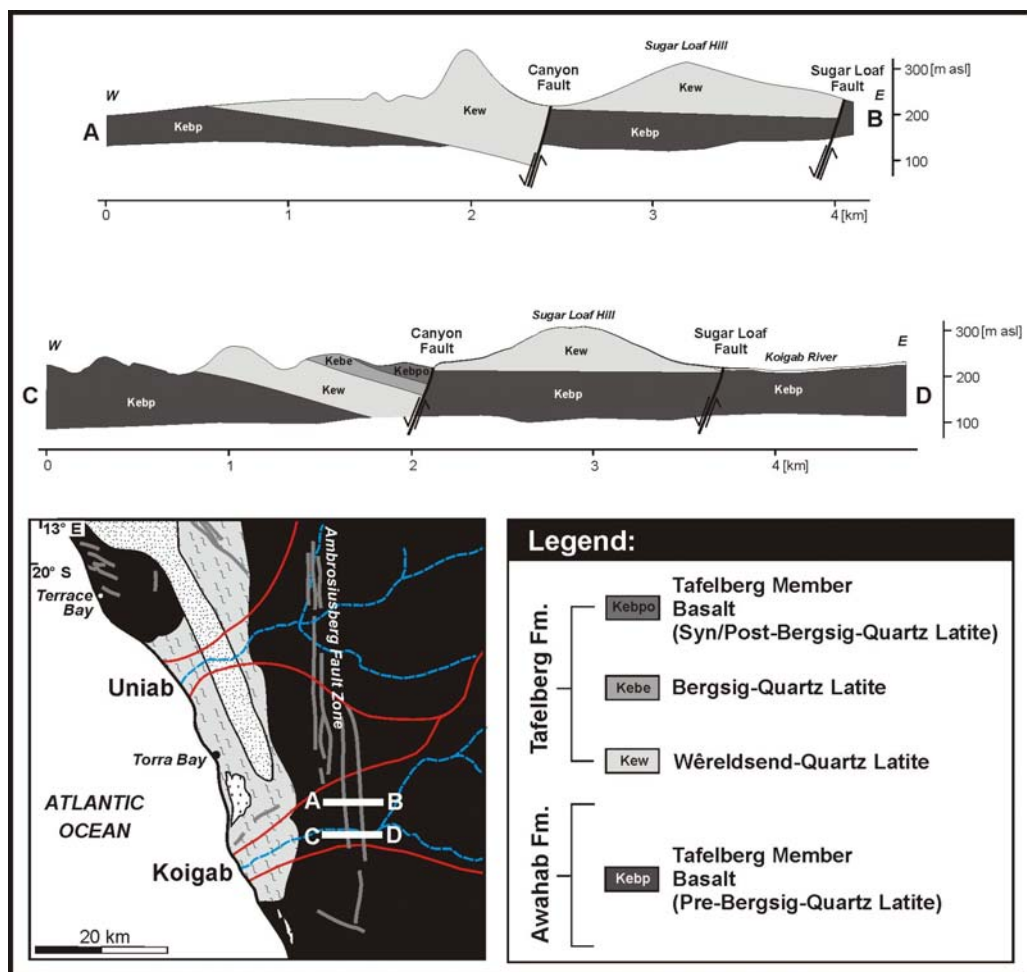 Sugar Loaf Hill
Canyon
Fault
Sugar Loaf
Fault
300 [m asl]
W
E
Kew
Kew
A
Kebp
Kebp
B
200
100
0 1 2 3 4 [km]
Sugar Loaf Hill
Canyon
Fault
Sugar Loaf
Fault
300 [m asl]
W
E
Koigab River
Kebe
Kebpo
Kew
Kew
200
C
Kebp
Kebp
Kebp
D
100
0 1 2 3 4 [km]
13° E
20° S
Terrace
Bay
Ambrosiusberg Fault Zone
Uniab
Torra Bay
A B
ATLANTIC
OCEAN
C D
Koigab
20 km
Legend:
Tafelberg Fm.
Kebpo
Tafelberg Member
Basalt
(Syn/Post-Bergsig-Quartz Latite)
Kebe Bergsig-Quartz Latite
Kew Wêreldsend-Quartz Latite
Awahab Fm.
Kebp
Tafelberg Member
Basalt
(Pre-Bergsig-Quartz Latite)